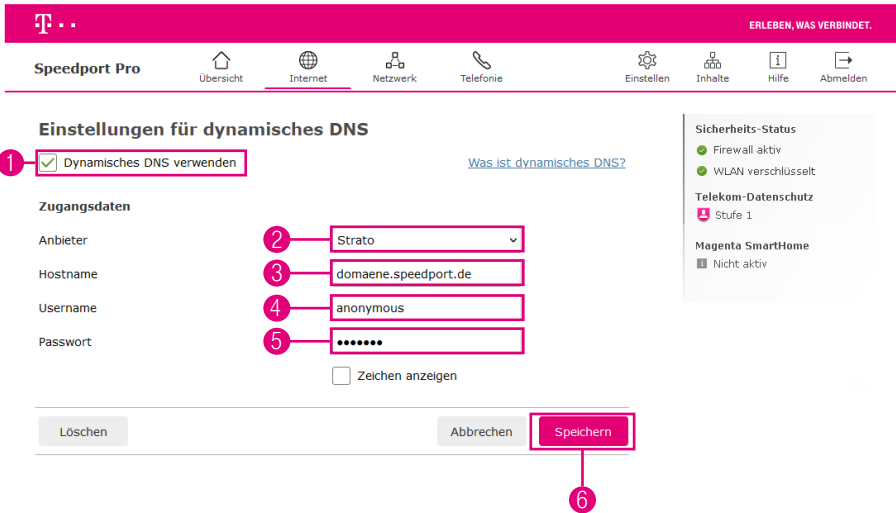 T
ERLEBEN, WAS VERBINDET.
Speedport Pro
Übersicht
Internet
Netzwerk
Telefonie
Einstellen
Inhalte
Hilfe
Abmelden
Einstellungen für dynamisches DNS
1 Dynamisches DNS verwenden
Was ist dynamisches DNS?
Zugangsdaten
Anbieter 2 Strato
Hostname 3 domaene.speedport.de
Username 4 anonymous
Passwort 5 •••••••
Zeichen anzeigen
Löschen Abbrechen Speichern
6
Sicherheits-Status
Firewall aktiv
WLAN verschlüsselt
Telekom-Datenschutz
Stufe 1
Magenta SmartHome
Nicht aktiv